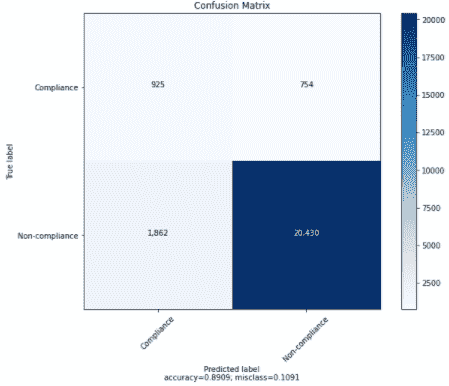 Confusion Matrix
Compliance
925
754
Non-compliance
1,862
20,430
True label
Compliance
Non-compliance
Predicted label
accuracy=0.8909; misclass=0.1091
20000
17500
15000
12500
10000
7500
5000
2500